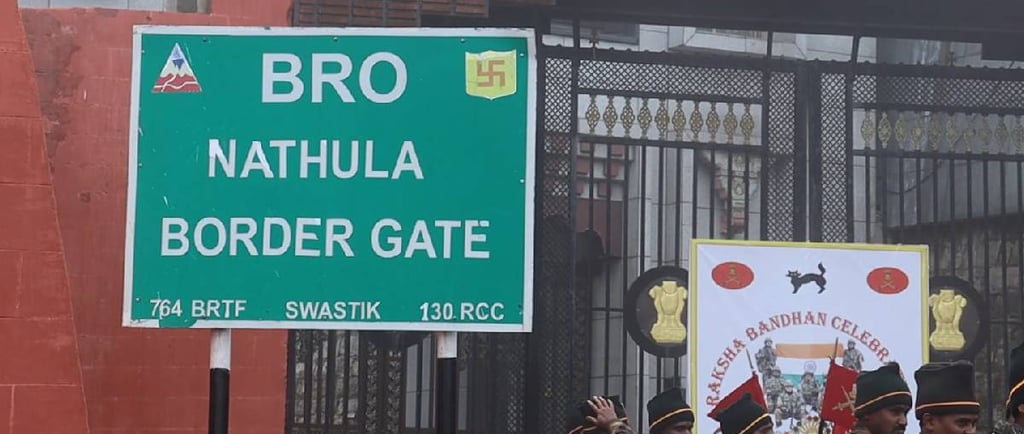 BRO
NATHULA
BORDER GATE
764 BRTF SWASTIK 130 RCC
RAKSHA BANDHAN CELEBR